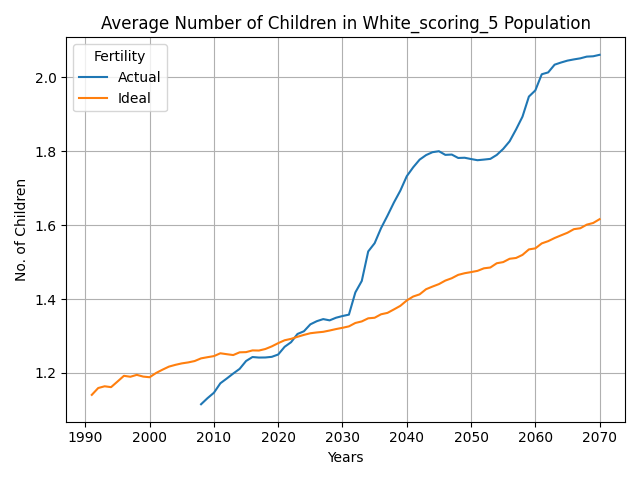 Average Number of Children in White_scoring_5 Population
Fertility
Actual
Ideal
No. of Children
2.0
1.8
1.6
1.4
1.2
1990 2000 2010 2020 2030 2040 2050 2060 2070
Years